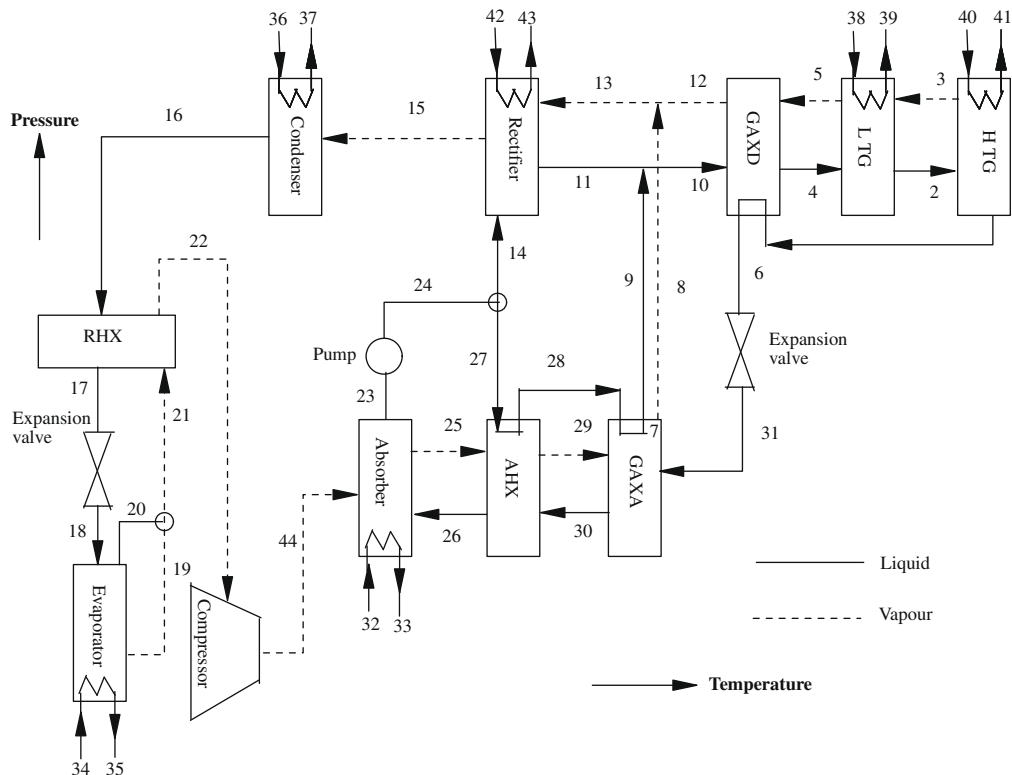 36 37 42 43 38 39 40 41
Pressure
16
Condenser
15
Rectifier
13
12
GAXD
5
L TG
3
H TG
11
10
4
2
22
14
6
24
9
8
RHX
Pump
27
28
Expansion
valve
17
21
Expansion
valve
23
25
29
7
31
Absorber
AHX
GAXA
20
18
44
26
30
19
Evaporator
Compressor
Liquid
Vapour
32 33
Temperature
34 35